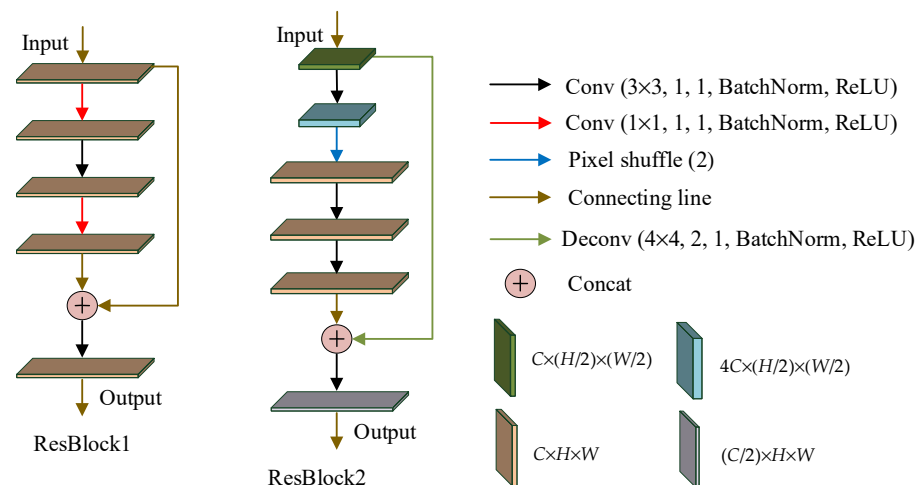 Input
Output
ResBlock1
Input
Output
ResBlock2
Conv (3×3, 1, 1, BatchNorm, ReLU)
Conv (1×1, 1, 1, BatchNorm, ReLU)
Pixel shuffle (2)
Connecting line
Deconv (4×4, 2, 1, BatchNorm, ReLU)
+ Concat
+
+
C×(H/2)×(W/2)
4C×(H/2)×(W/2)
C×H×W
(C/2)×H×W